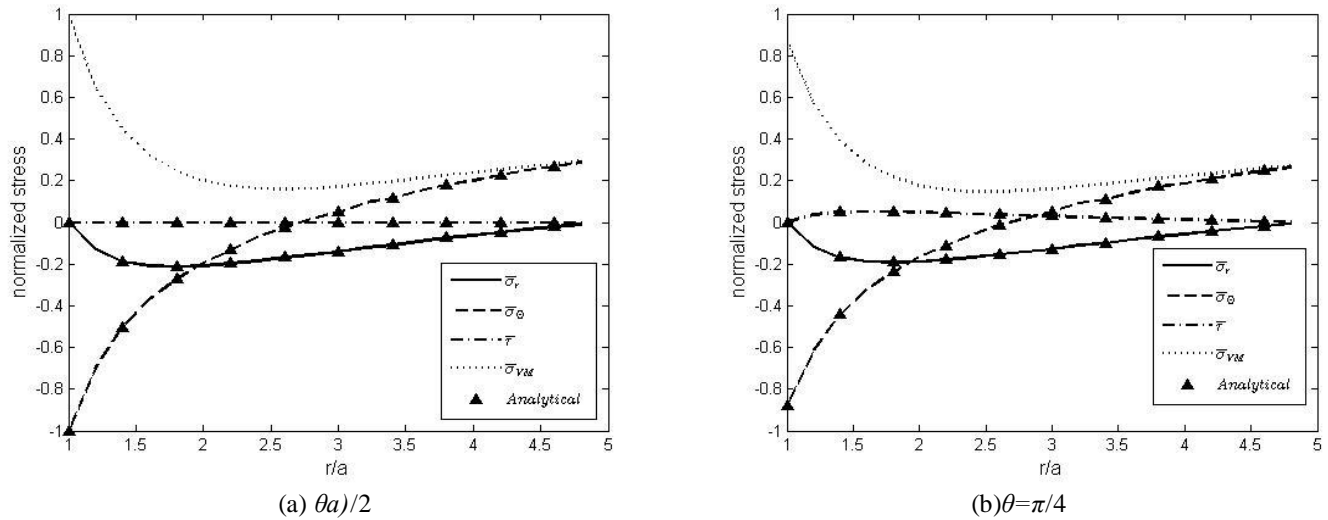 1
0.8
0.6
0.4
0.2
0
-0.2
-0.4
-0.6
-0.8
-1
normalized stress
1 1.5 2 2.5 3 3.5 4 4.5 5
r/a
σ̅r
σ̅Θ
τ̅
σ̅VM
Analytical
(a) θa)/2
1
0.8
0.6
0.4
0.2
0
-0.2
-0.4
-0.6
-0.8
-1
normalized stress
1 1.5 2 2.5 3 3.5 4 4.5 5
r/a
σ̅r
σ̅Θ
τ̅
σ̅VM
Analytical
(b)θ=π/4